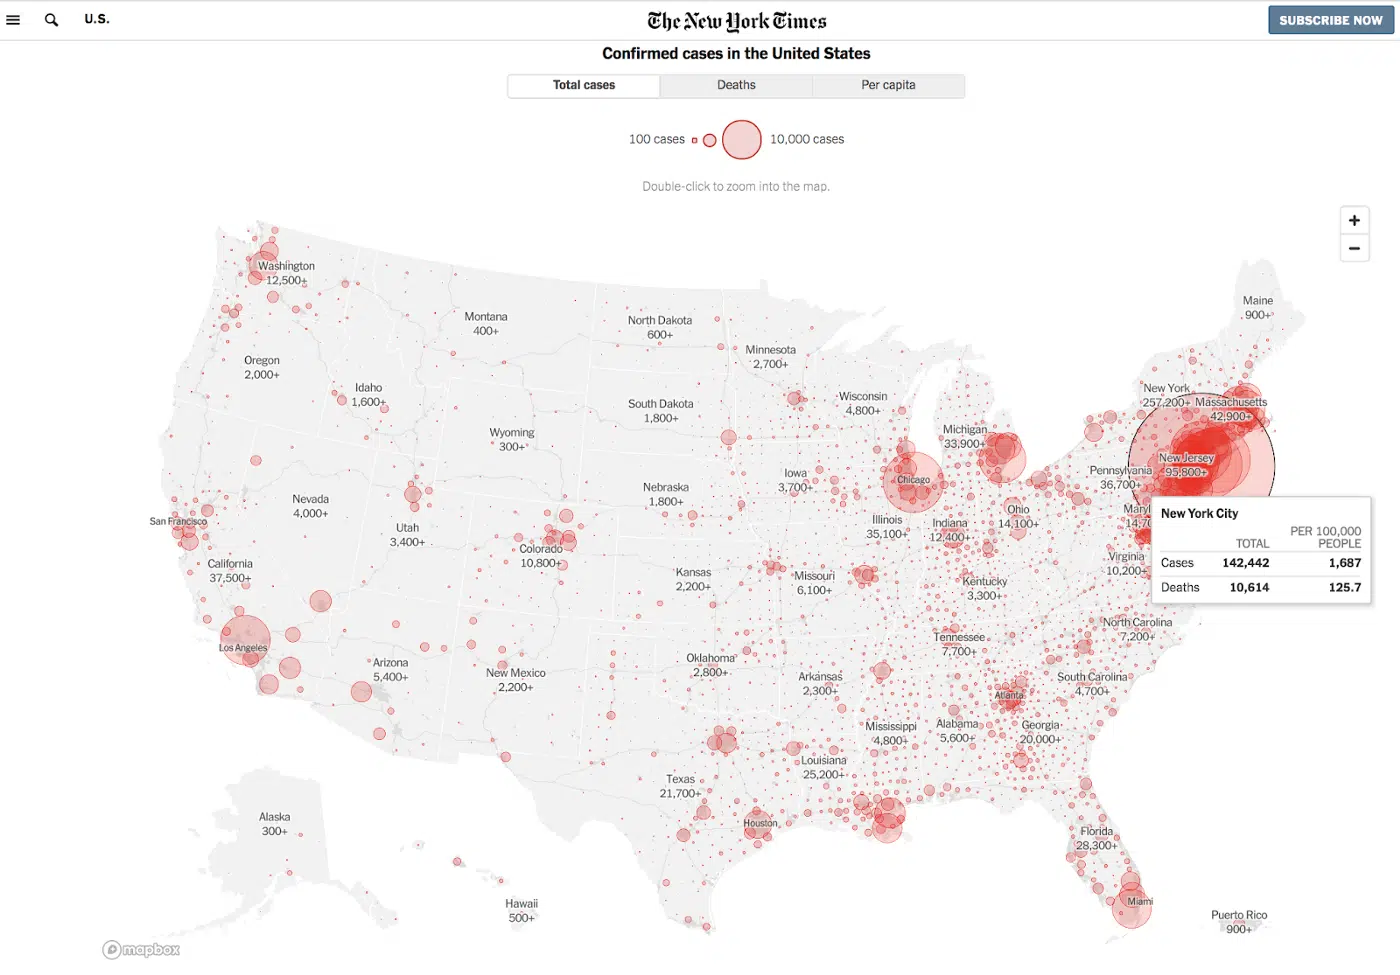 U.S.
The New York Times
SUBSCRIBE NOW
Confirmed cases in the United States
Total cases
Deaths
Per capita
100 cases
10,000 cases
Double-click to zoom into the map.
+
−
Washington
12,500+
Montana
400+
North Dakota
600+
Minnesota
2,700+
Maine
900+
Oregon
2,000+
Idaho
1,600+
South Dakota
1,800+
Wisconsin
4,800+
New York
257,200+
Massachusetts
42,900+
Wyoming
300+
Michigan
33,900+
New Jersey
95,800+
Pennsylvania
36,700+
Chicago
Iowa
3,700+
Nebraska
1,800+
Nevada
4,000+
San Francisco
Utah
3,400+
Illinois
35,100+
Indiana
12,400+
Ohio
14,100+
Maryl
14,70
New York City
TOTAL
PER 100,000
PEOPLE
Cases
142,442
1,687
Deaths
10,614
125.7
California
37,500+
Colorado
10,800+
Kansas
2,200+
Missouri
6,100+
Kentucky
3,300+
Virginia
10,200+
Los Angeles
Arizona
5,400+
New Mexico
2,200+
Oklahoma
2,800+
Arkansas
2,300+
Tennessee
7,700+
North Carolina
7,200+
South Carolina
4,700+
Atlanta
Mississippi
4,800+
Alabama
5,600+
Georgia
20,000+
Texas
21,700+
Louisiana
25,200+
Houston
Alaska
300+
Florida
28,300+
Miami
Hawaii
500+
Puerto Rico
900+
mapbox